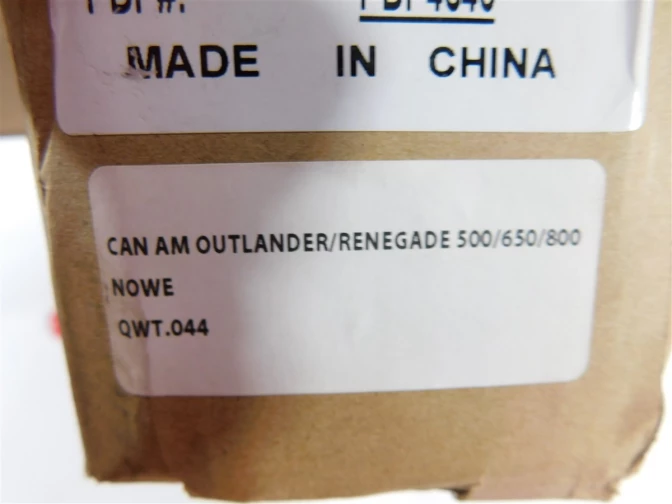 MADE IN CHINA
CAN AM OUTLANDER/RENEGADE 500/650/800
NOWE
QWT.044